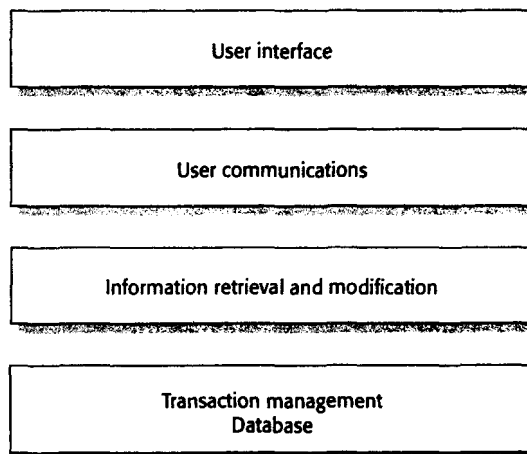 User interface
User communications
Information retrieval and modification
Transaction management
Database